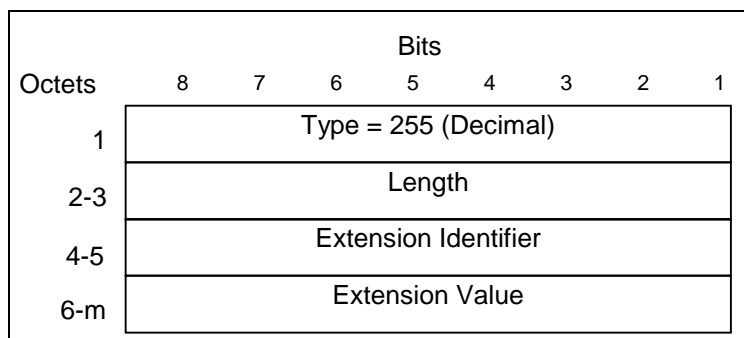 Bits
Octets 8 7 6 5 4 3 2 1
1 Type = 255 (Decimal)
2-3 Length
4-5 Extension Identifier
6-m Extension Value